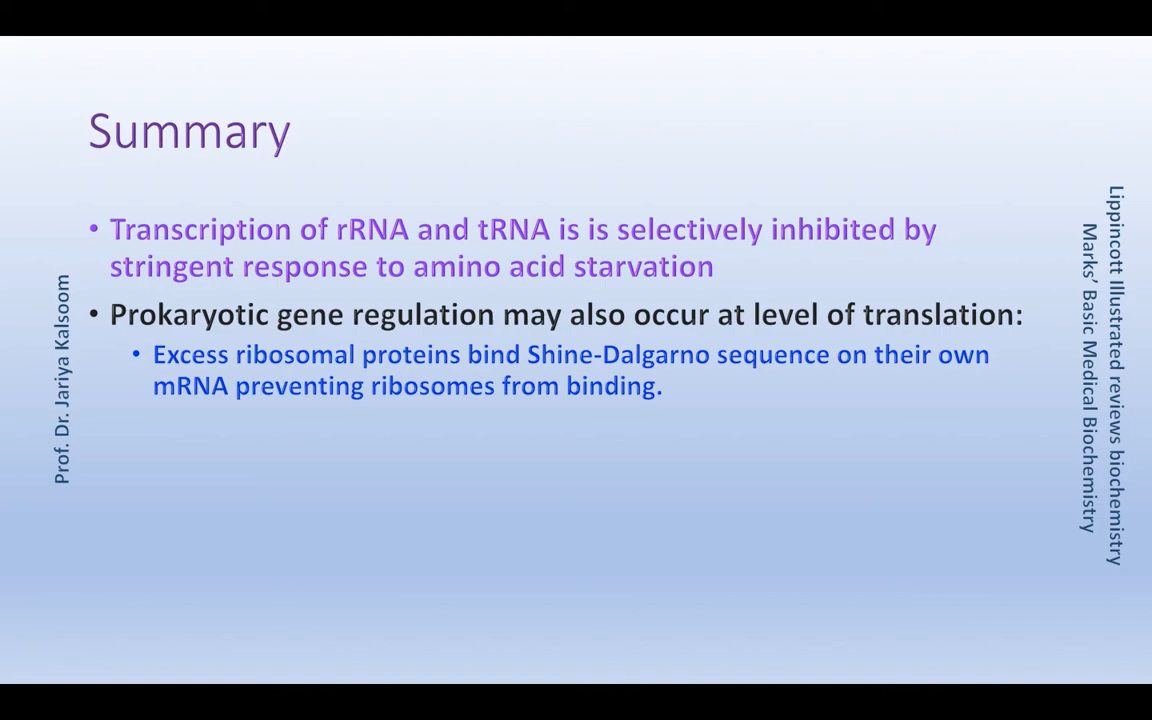 Summary
• Transcription of rRNA and tRNA is is selectively inhibited by
stringent response to amino acid starvation
• Prokaryotic gene regulation may also occur at level of translation:
• Excess ribosomal proteins bind Shine-Dalgarno sequence on their own
mRNA preventing ribosomes from binding.
Prof. Dr. Jariya Kalsoom
Lippincott Illustrated reviews biochemistry
Marks’ Basic Medical Biochemistry